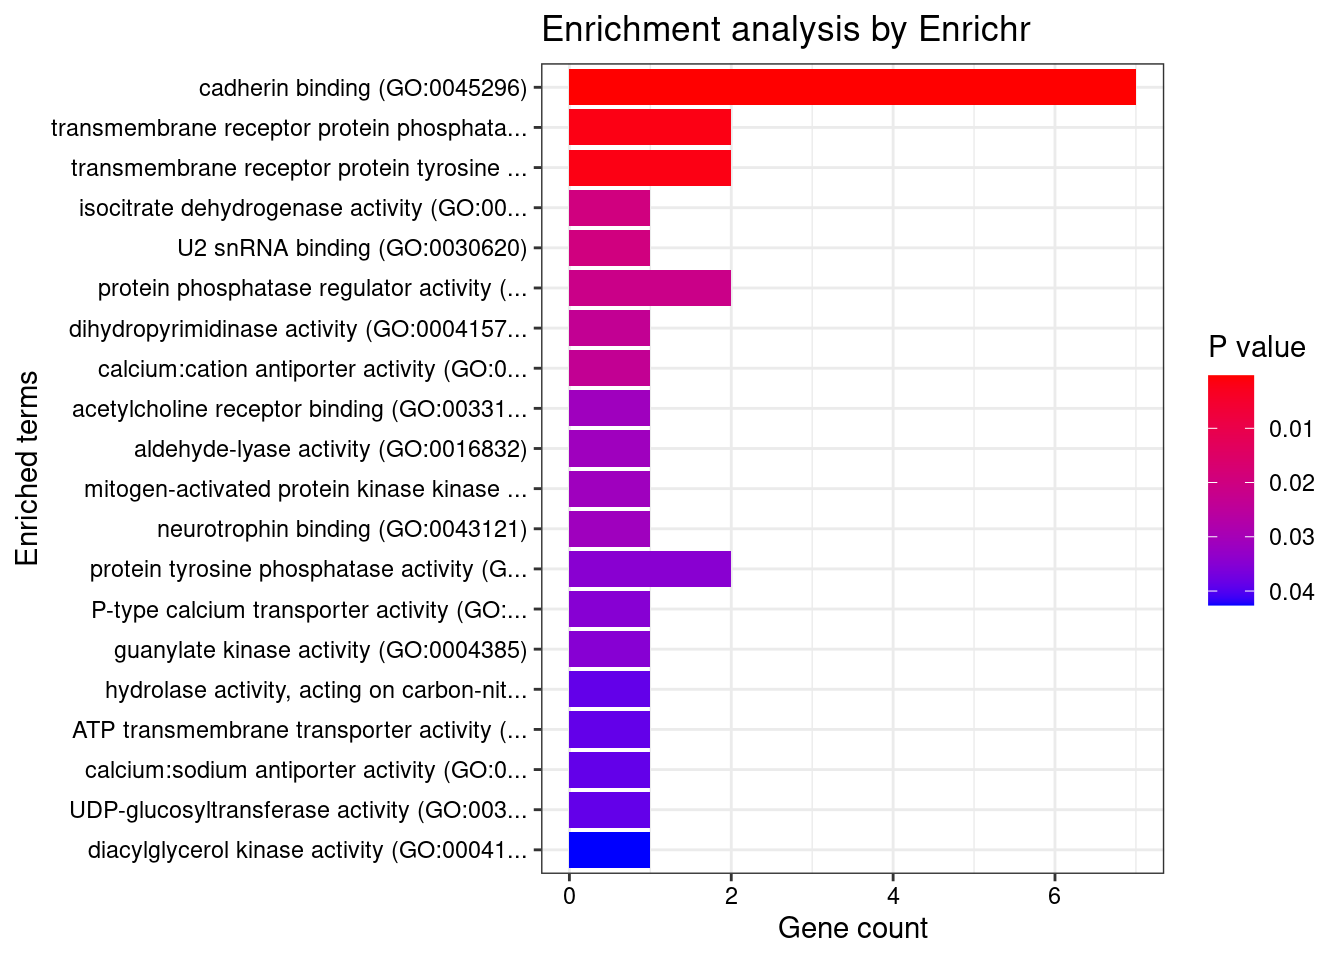 Enrichment analysis by Enrichr
cadherin binding (GO:0045296)
transmembrane receptor protein phosphata...
transmembrane receptor protein tyrosine ...
isocitrate dehydrogenase activity (GO:00...
U2 snRNA binding (GO:0030620)
protein phosphatase regulator activity (...
dihydropyrimidinase activity (GO:0004157...
calcium:cation antiporter activity (GO:0...
acetylcholine receptor binding (GO:00331...
aldehyde-lyase activity (GO:0016832)
mitogen-activated protein kinase kinase ...
neurotrophin binding (GO:0043121)
protein tyrosine phosphatase activity (G...
P-type calcium transporter activity (GO:...
guanylate kinase activity (GO:0004385)
hydrolase activity, acting on carbon-nit...
ATP transmembrane transporter activity (...
calcium:sodium antiporter activity (GO:0...
UDP-glucosyltransferase activity (GO:003...
diacylglycerol kinase activity (GO:00041...
Enriched terms
0 2 4 6
Gene count
P value
0.01
0.02
0.03
0.04